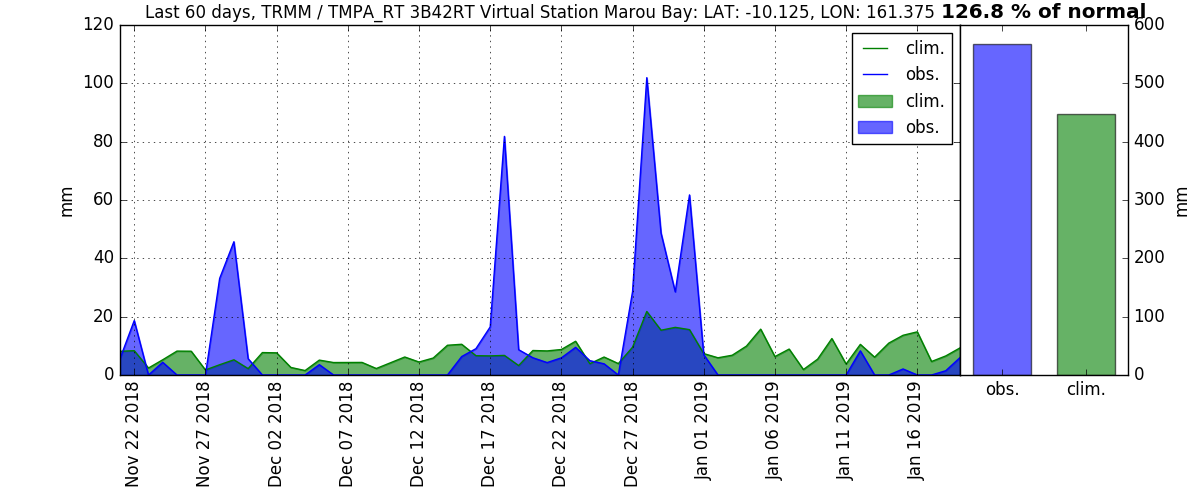 Last 60 days, TRMM / TMPA_RT 3B42RT Virtual Station Marou Bay: LAT: -10.125, LON: 161.375 126.8 % of normal
120
100
80
60
40
20
0
mm
clim.
obs.
clim.
obs.
Nov 22 2018
Nov 27 2018
Dec 02 2018
Dec 07 2018
Dec 12 2018
Dec 17 2018
Dec 22 2018
Dec 27 2018
Jan 01 2019
Jan 06 2019
Jan 11 2019
Jan 16 2019
600
500
400
300
200
100
0
mm
obs.
clim.